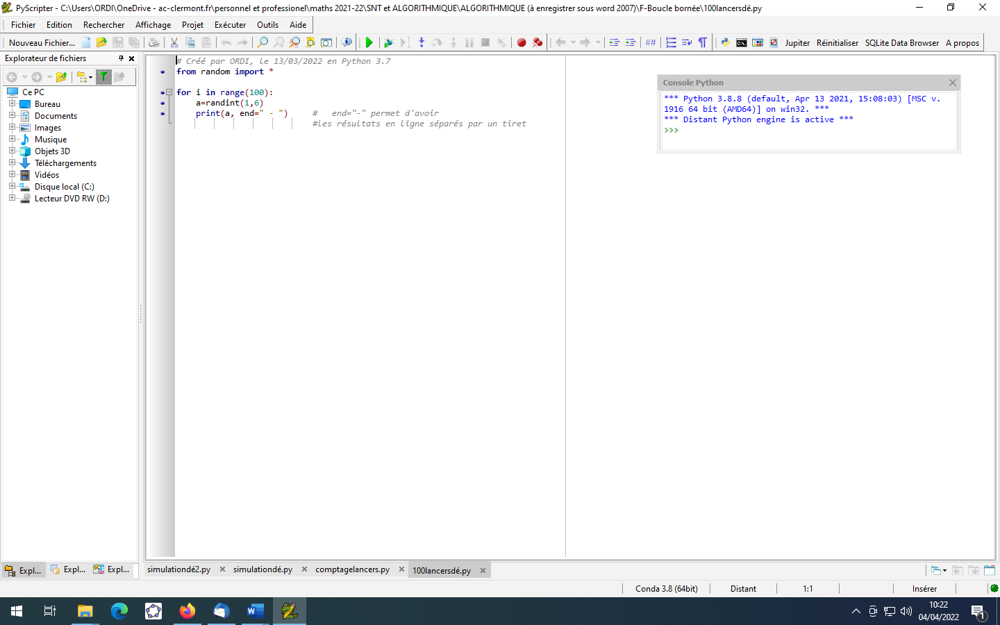 PyScripter - C:\Users\ORDI\OneDrive - ac-clermont.fr\personnel et professionel\maths 2021-22\SNT et ALGORITHMIQUE\ALGORITHMIQUE (à enregistrer sous word 2007)\F-Boucle bornée\100lancersdé.py
Fichier Edition Rechercher Affichage Projet Exécuter Outils Aide
Nouveau Fichier... ## Jupiter Réinitialiser SQLite Data Browser A propos
Explorateur de fichiers
Ce PC
Bureau
Documents
Images
Musique
Objets 3D
Téléchargements
Vidéos
Disque local (C:)
Lecteur DVD RW (D:)
# Créé par ORDI, le 13/03/2022 en Python 3.7
from random import *
for i in range(100):
a=randint(1,6)
print(a, end=" - ") # end="-" permet d'avoir
#les résultats en ligne séparés par un tiret
Console Python
*** Python 3.8.8 (default, Apr 13 2021, 15:08:03) [MSC v.
1916 64 bit (AMD64)] on win32. ***
*** Distant Python engine is active ***
>>>
Expl... Expl... Expl...
simulationdé2.py simulationdé.py comptagelancers.py 100lancersdé.py
Conda 3.8 (64bit) Distant 1:1 Insérer
10:22
04/04/2022
1